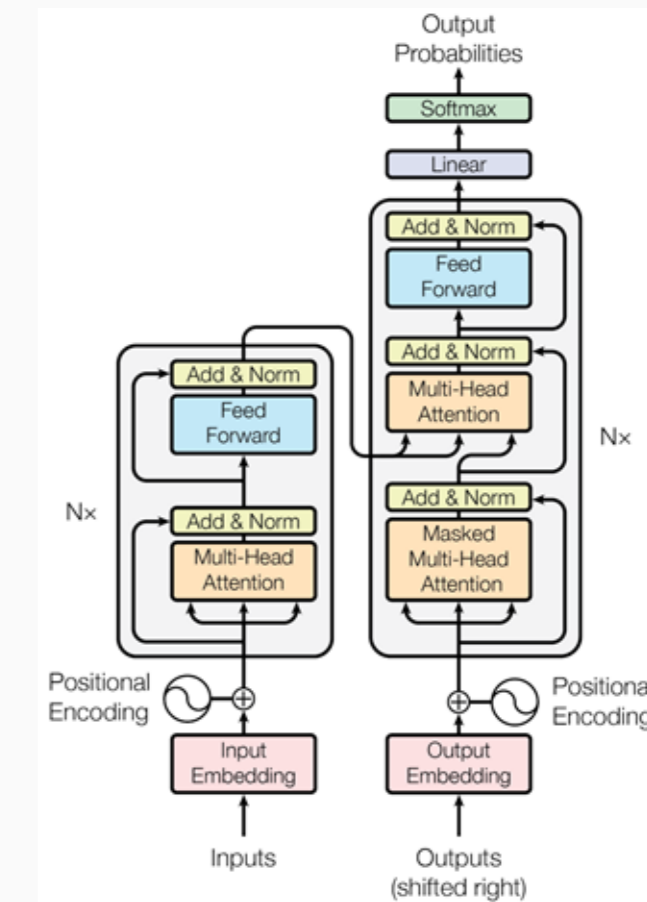 Output
Probabilities
Softmax
Linear
Add & Norm
Feed
Forward
Add & Norm
Multi-Head
Attention
Nx
Add & Norm
Masked
Multi-Head
Attention
Add & Norm
Feed
Forward
Nx
Add & Norm
Multi-Head
Attention
Positional
Encoding
Positiona
Encoding
Input
Embedding
Output
Embedding
Inputs
Outputs
(shifted right)